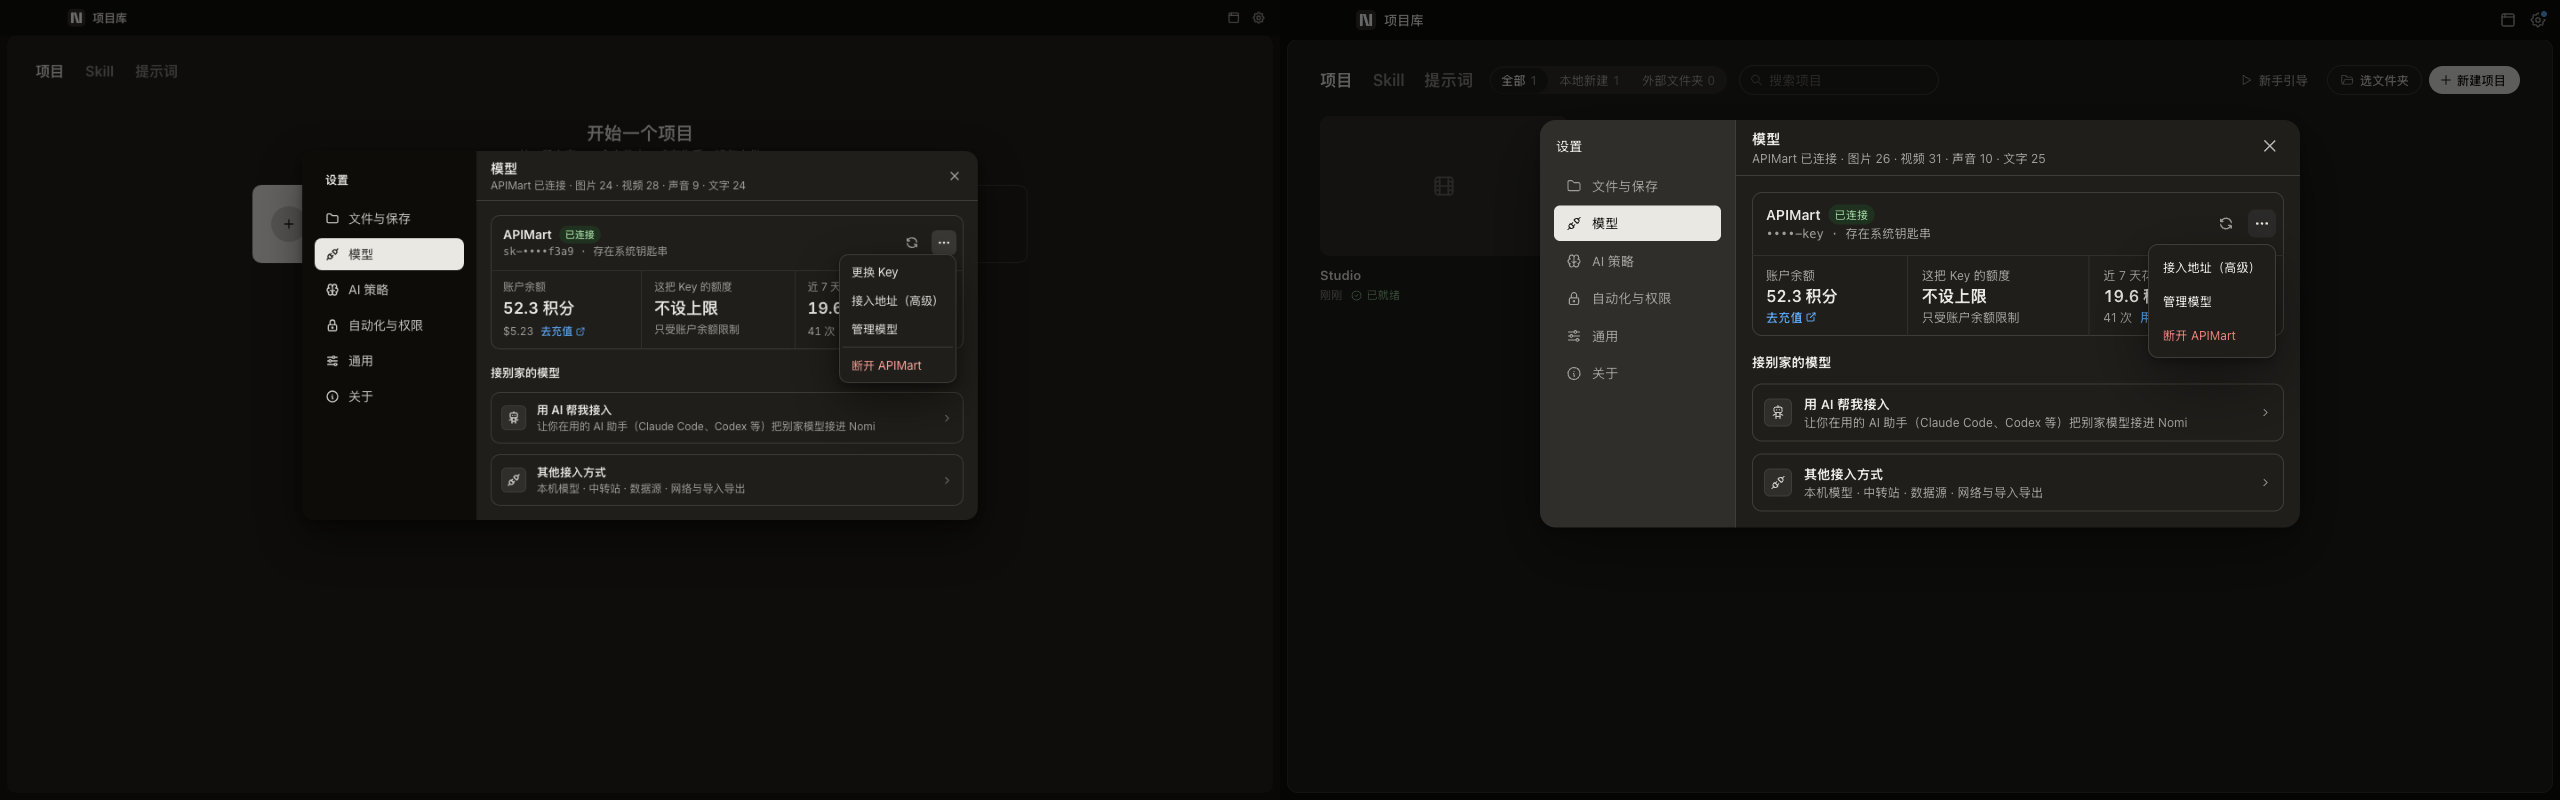 项目库
项目 Skill 提示词
开始一个项目
设置
文件与保存
模型
AI 策略
自动化与权限
通用
关于
模型
APIMart 已连接 · 图片 24 · 视频 28 · 声音 9 · 文字 24
APIMart 已连接
sk-••••f3a9 · 存在系统钥匙串
账户余额
52.3 积分
$5.23 去充值
这把 Key 的额度
不设上限
只受账户余额限制
近 7 天
19.6
41 次
更换 Key
接入地址（高级）
管理模型
断开 APIMart
接别家的模型
用 AI 帮我接入
让你在用的 AI 助手（Claude Code、Codex 等）把别家模型接进 Nomi
其他接入方式
本机模型 · 中转站 · 数据源 · 网络与导入导出
项目库
项目 Skill 提示词 全部 1 本地新建 1 外部文件夹 0 搜索项目 新手引导 选文件夹 新建项目
Studio
刚刚 已就绪
设置
文件与保存
模型
AI 策略
自动化与权限
通用
关于
模型
APIMart 已连接 · 图片 26 · 视频 31 · 声音 10 · 文字 25
APIMart 已连接
••••-key · 存在系统钥匙串
账户余额
52.3 积分
去充值
这把 Key 的额度
不设上限
只受账户余额限制
近 7 天
19.6
41 次
接入地址（高级）
管理模型
断开 APIMart
接别家的模型
用 AI 帮我接入
让你在用的 AI 助手（Claude Code、Codex 等）把别家模型接进 Nomi
其他接入方式
本机模型 · 中转站 · 数据源 · 网络与导入导出